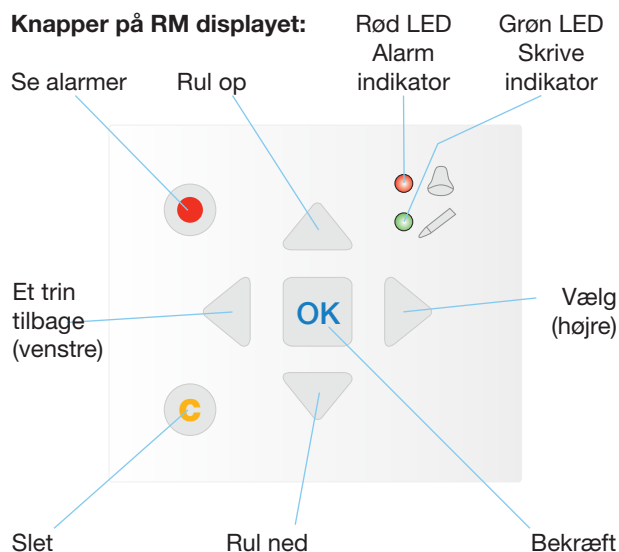 Knapper på RM displayet:
Rød LED
Alarm
indikator
Grøn LED
Skrive
indikator
Se alarmer
Rul op
Et trin
tilbage
(venstre)
OK
Vælg
(højre)
C
Slet
Rul ned
Bekræft